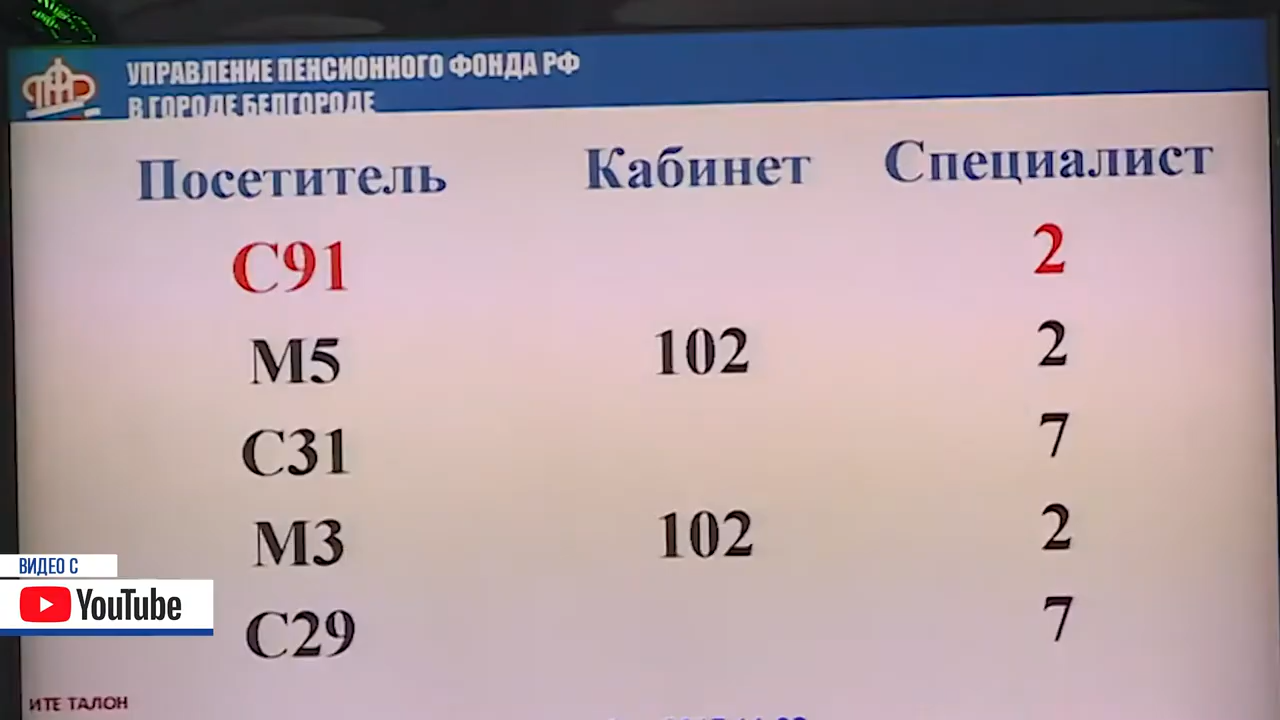 УПРАВЛЕНИЕ ПЕНСИОННОГО ФОНДА РФ
В ГОРОДЕ БЕЛГОРОДЕ
Посетитель Кабинет Специалист
С91 2
М5 102 2
С31 7
М3 102 2
С29 7
ВИДЕО С
YouTube
ИТЕ ТАЛОН